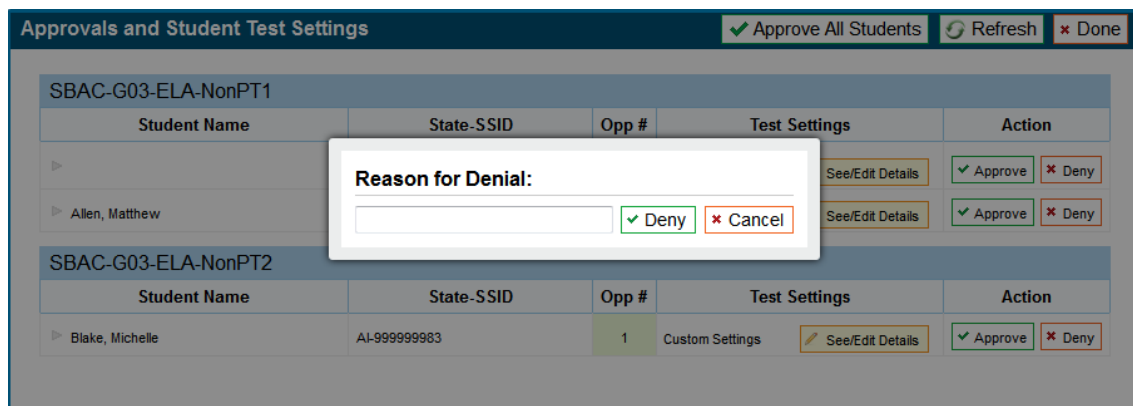 Approvals and Student Test Settings Approve All Students Refresh Done
SBAC-G03-ELA-NonPT1
Student Name State-SSID Opp # Test Settings Action
See/Edit Details Approve Deny
Allen, Matthew See/Edit Details Approve Deny
Reason for Denial:
Deny Cancel
SBAC-G03-ELA-NonPT2
Student Name State-SSID Opp # Test Settings Action
Blake, Michelle AI-999999983 1 Custom Settings See/Edit Details Approve Deny